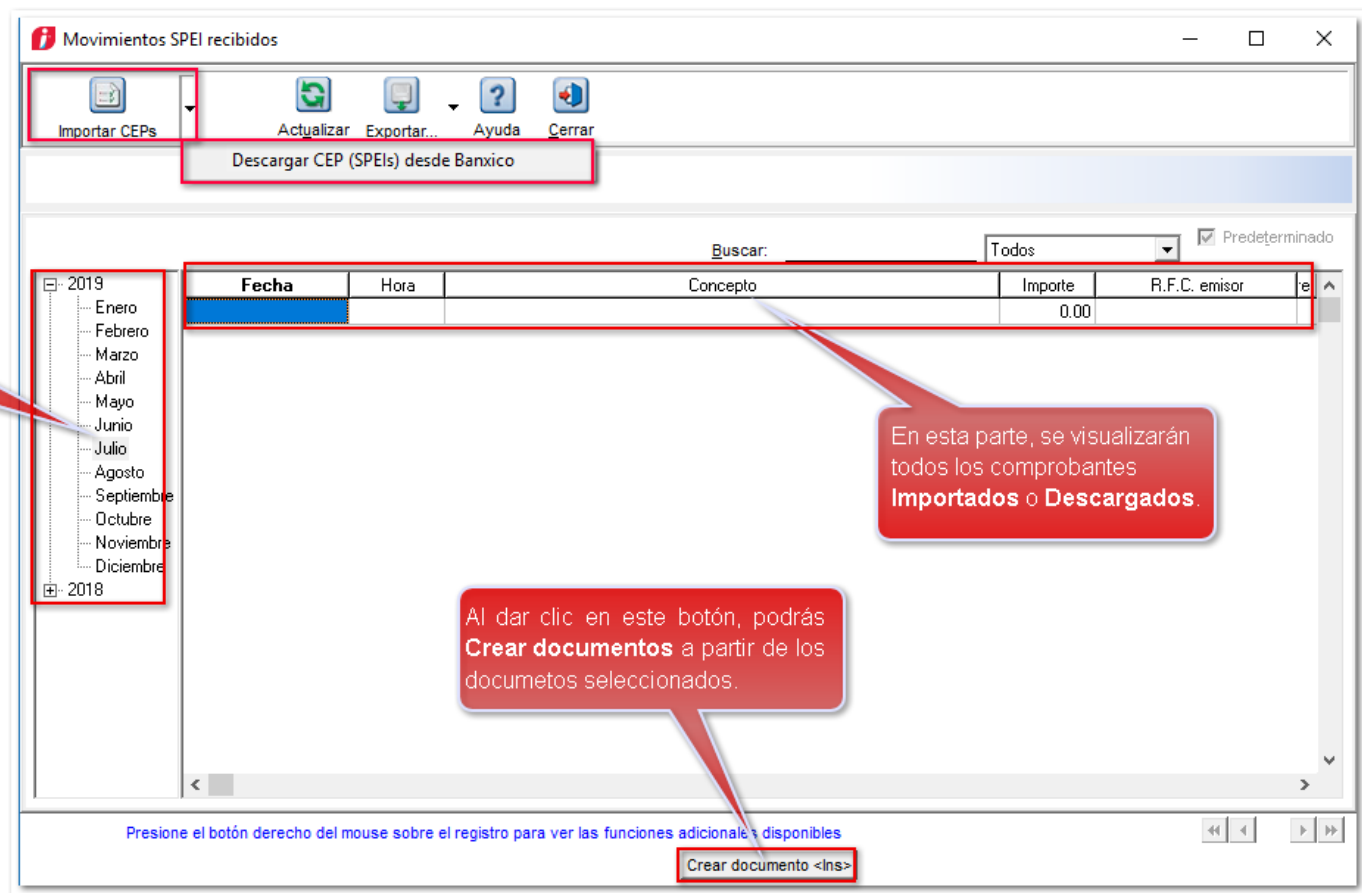 Movimientos SPEI recibidos
Importar CEPs
Actualizar
Exportar...
Ayuda
Cerrar
Descargar CEP (SPEIs) desde Banxico
Buscar:
Todos
Predeterminado
2019
Enero
Febrero
Marzo
Abril
Mayo
Junio
Julio
Agosto
Septiembre
Octubre
Noviembre
Diciembre
2018
Fecha
Hora
Concepto
Importe
R.F.C. emisor
0.00
En esta parte, se visualizarán
todos los comprobantes
Importados o Descargados.
Al dar clic en este botón, podrás
Crear documentos a partir de los
documetos seleccionados.
Presione el botón derecho del mouse sobre el registro para ver las funciones adicionales disponibles
Crear documento <Ins>